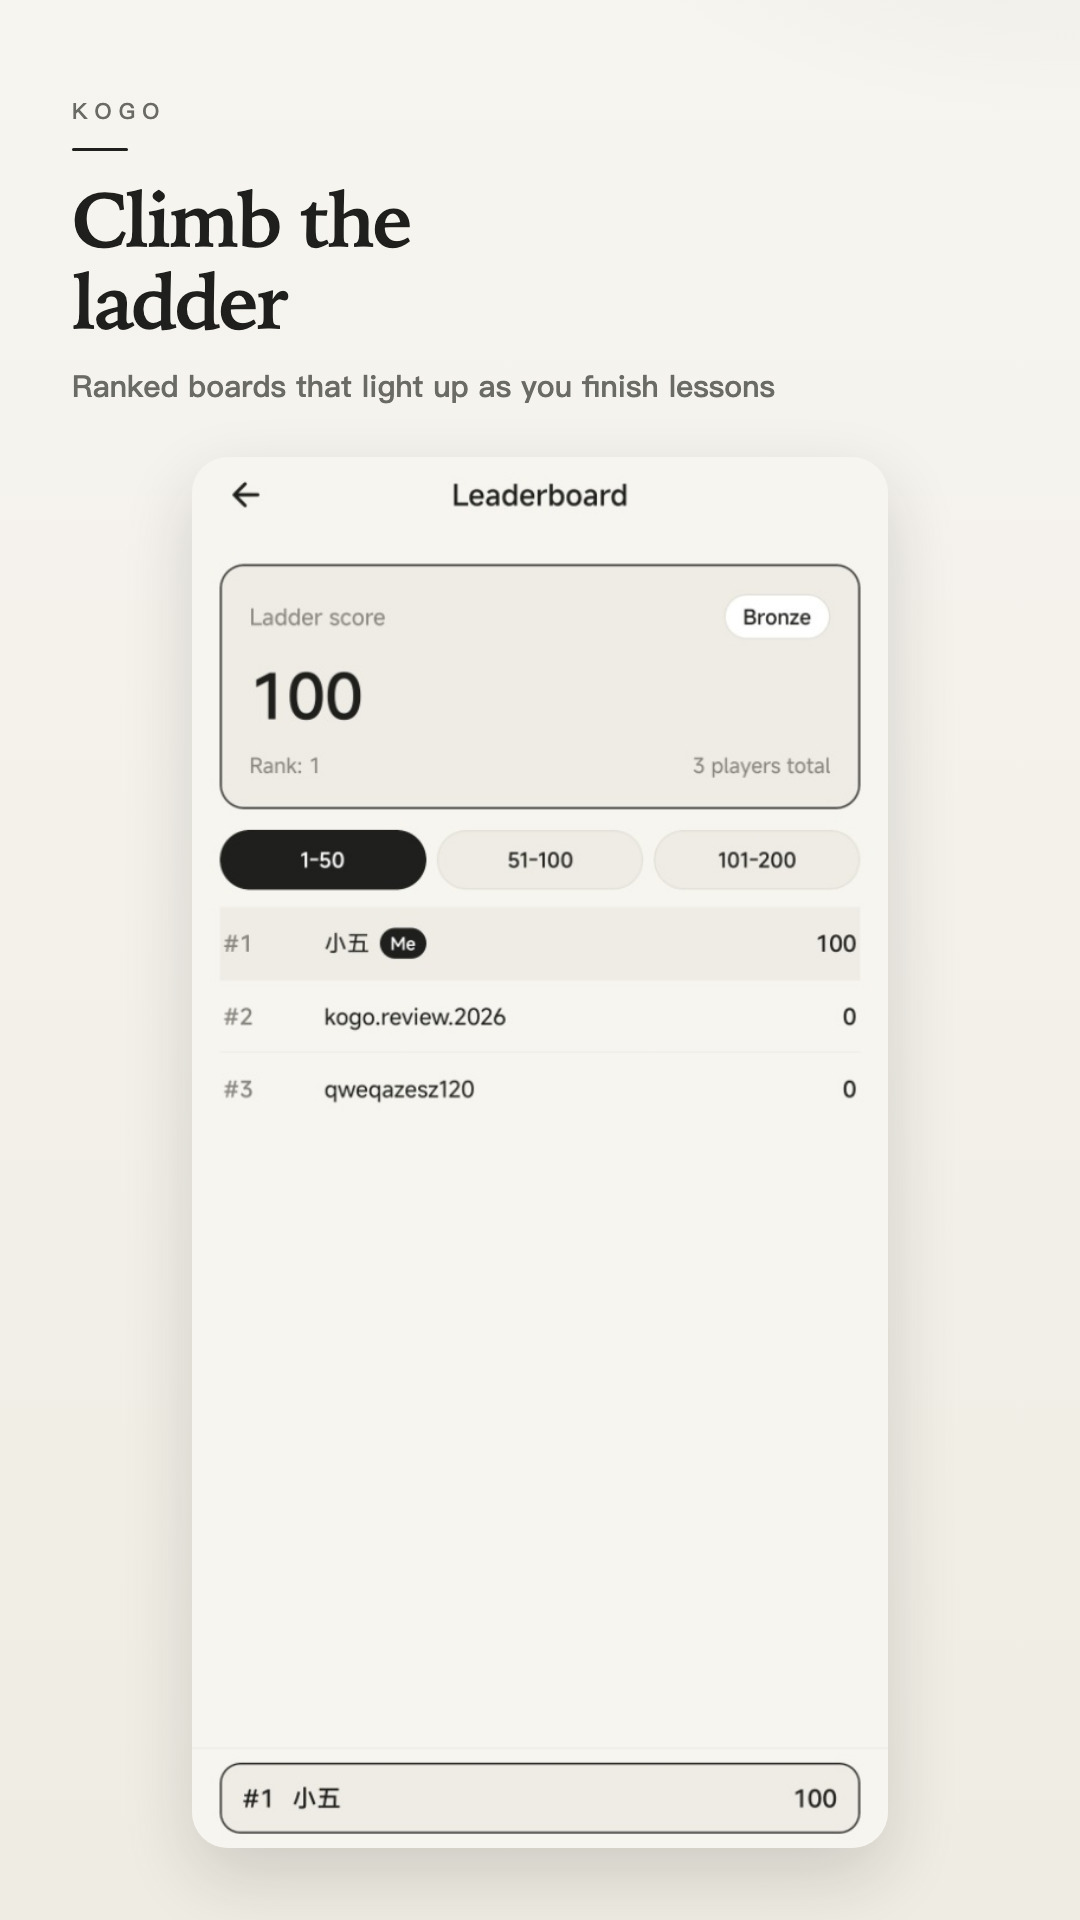 KOGO
Climb the
ladder
Ranked boards that light up as you finish lessons
Leaderboard
Ladder score
Bronze
100
Rank: 1
3 players total
1-50
51-100
101-200
#1 小五 Me 100
#2 kogo.review.2026 0
#3 qweqazesz120 0
#1 小五 100